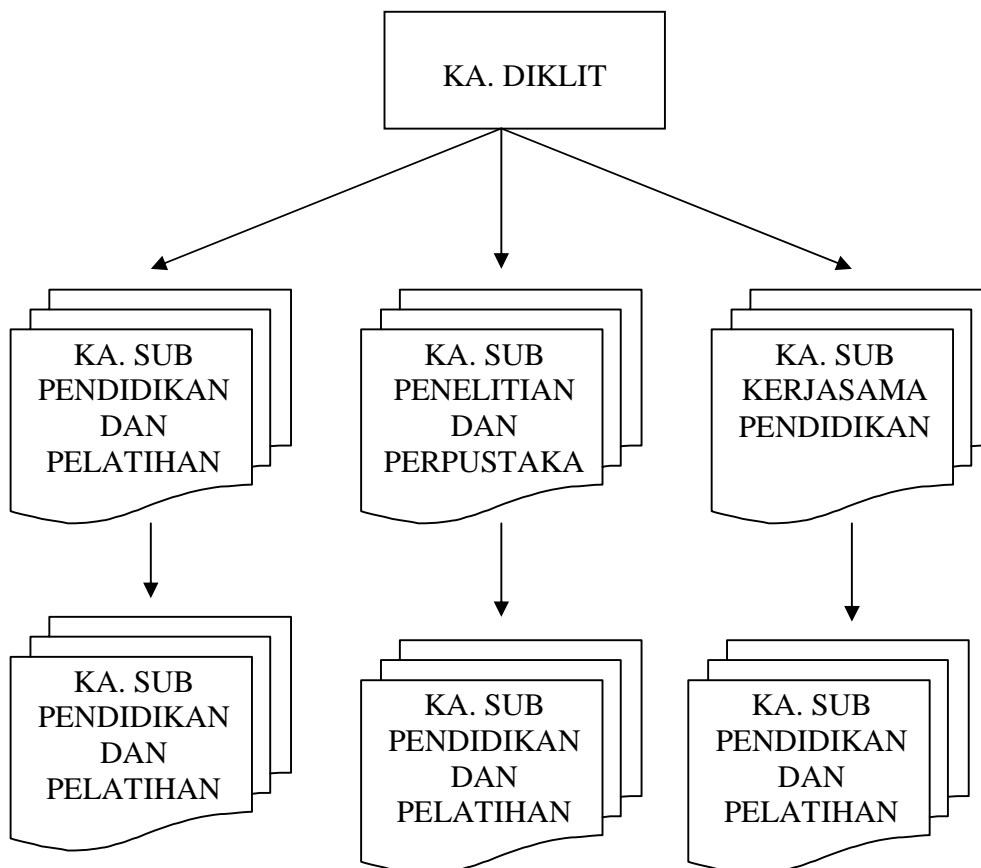 KA. DIKLIT
KA. SUB
PENDIDIKAN
DAN
PELATIHAN
KA. SUB
PENELITIAN
DAN
PERPUSTAKA
KA. SUB
KERJASAMA
PENDIDIKAN
KA. SUB
PENDIDIKAN
DAN
PELATIHAN
KA. SUB
PENDIDIKAN
DAN
PELATIHAN
KA. SUB
PENDIDIKAN
DAN
PELATIHAN